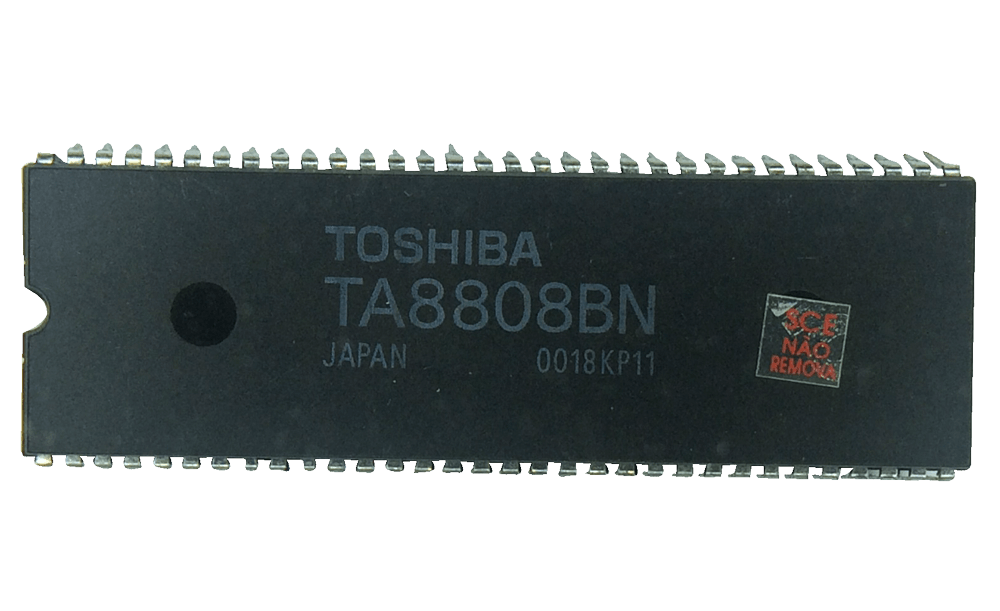 TOSHIBA
TA8808BN
JAPAN 0018KP11
SCE
NÃO
REMOVA